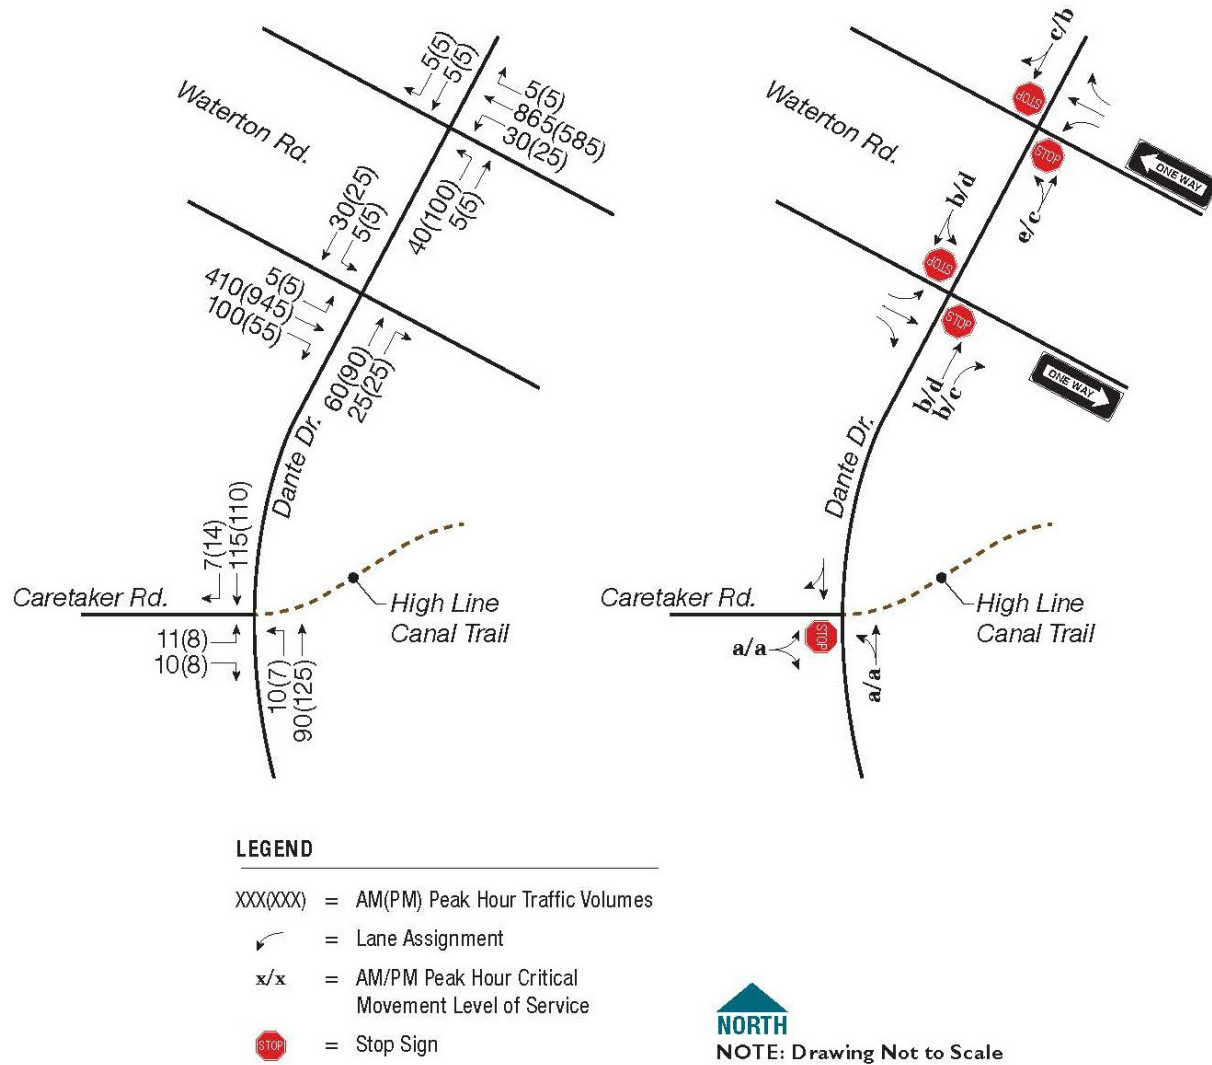 5(5)
5(5)
5(5)
865(585)
30(25)
Waterton Rd.
40(100)
5(5)
30(25)
5(5)
5(5)
410(945)
100(55)
60(90)
25(25)
Dante Dr.
7(14)
115(110)
Caretaker Rd.
11(8)
10(8)
10(7)
90(125)
High Line
Canal Trail
c/b
STOP
STOP
ONE WAY
Waterton Rd.
e/c
b/d
STOP
STOP
ONE WAY
b/d
b/c
Dante Dr.
Caretaker Rd.
a/a
STOP
a/a
High Line
Canal Trail
LEGEND
XXX(XXX) = AM(PM) Peak Hour Traffic Volumes
= Lane Assignment
x/x = AM/PM Peak Hour Critical
Movement Level of Service
STOP = Stop Sign
NORTH
NOTE: Drawing Not to Scale